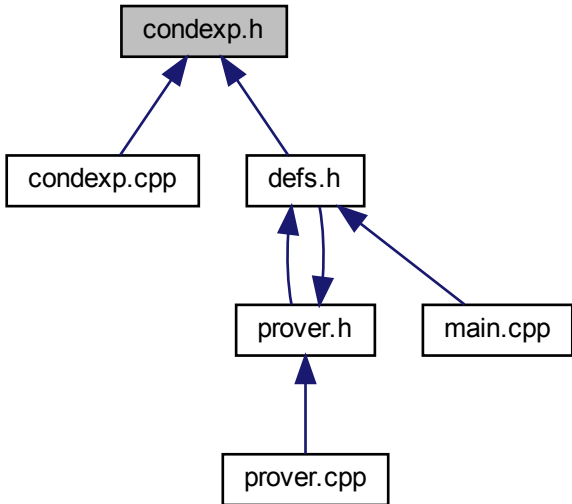 condexp.h
condexp.cpp
defs.h
prover.h
main.cpp
prover.cpp